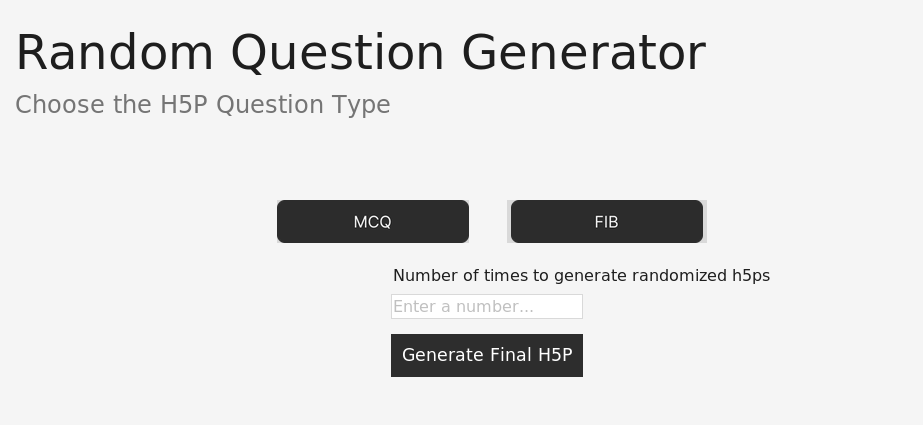 Random Question Generator
Choose the H5P Question Type
MCQ
FIB
Number of times to generate randomized h5ps
Enter a number...
Generate Final H5P